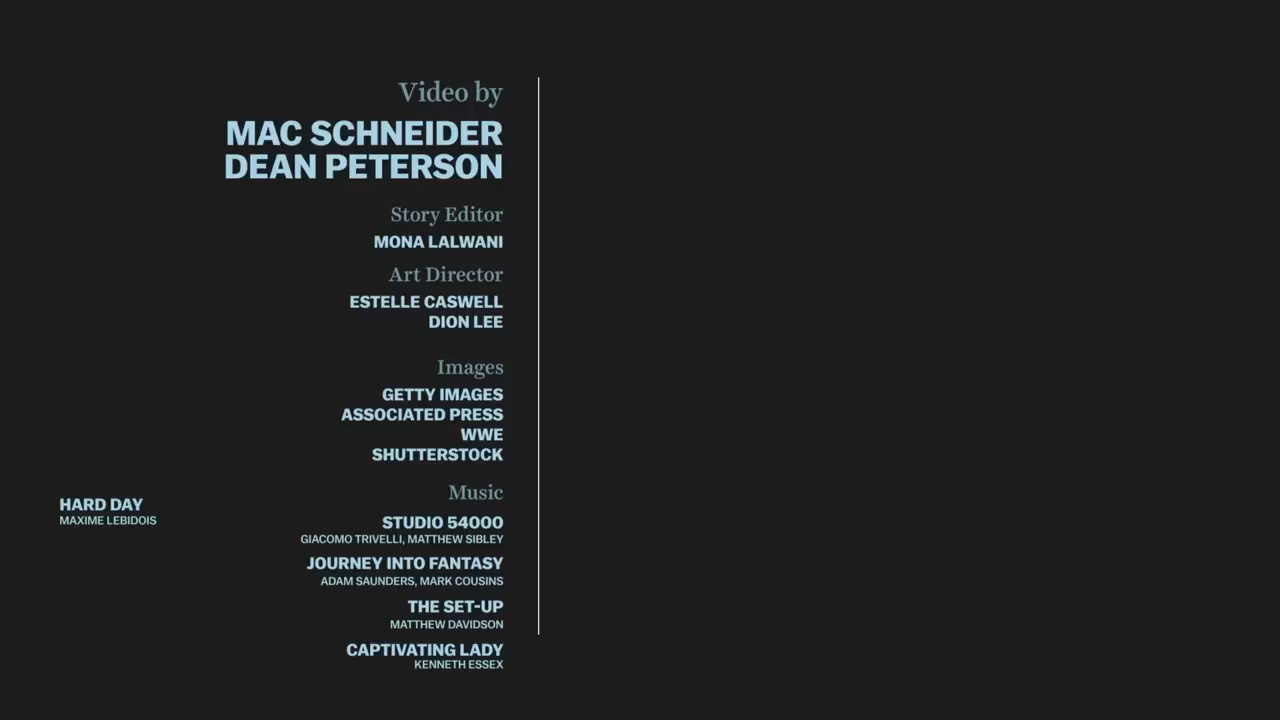 Video by
MAC SCHNEIDER
DEAN PETERSON
Story Editor
MONA LALWANI
Art Director
ESTELLE CASWELL
DION LEE
Images
GETTY IMAGES
ASSOCIATED PRESS
WWE
SHUTTERSTOCK
Music
HARD DAY
MAXIME LEBIDOIS
STUDIO 54000
GIACOMO TRIVELLI, MATTHEW SIBLEY
JOURNEY INTO FANTASY
ADAM SAUNDERS, MARK COUSINS
THE SET-UP
MATTHEW DAVIDSON
CAPTIVATING LADY
KENNETH ESSEX